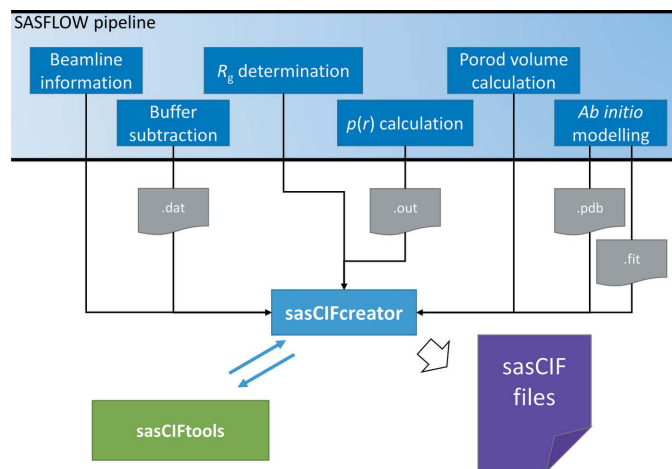 SASFLOW pipeline
Beamline
information
Rg determination
Porod volume
calculation
Buffer
subtraction
p(r) calculation
Ab initio
modelling
.dat
.out
.pdb
.fit
sasCIFcreator
sasCIF
files
sasCIFtools